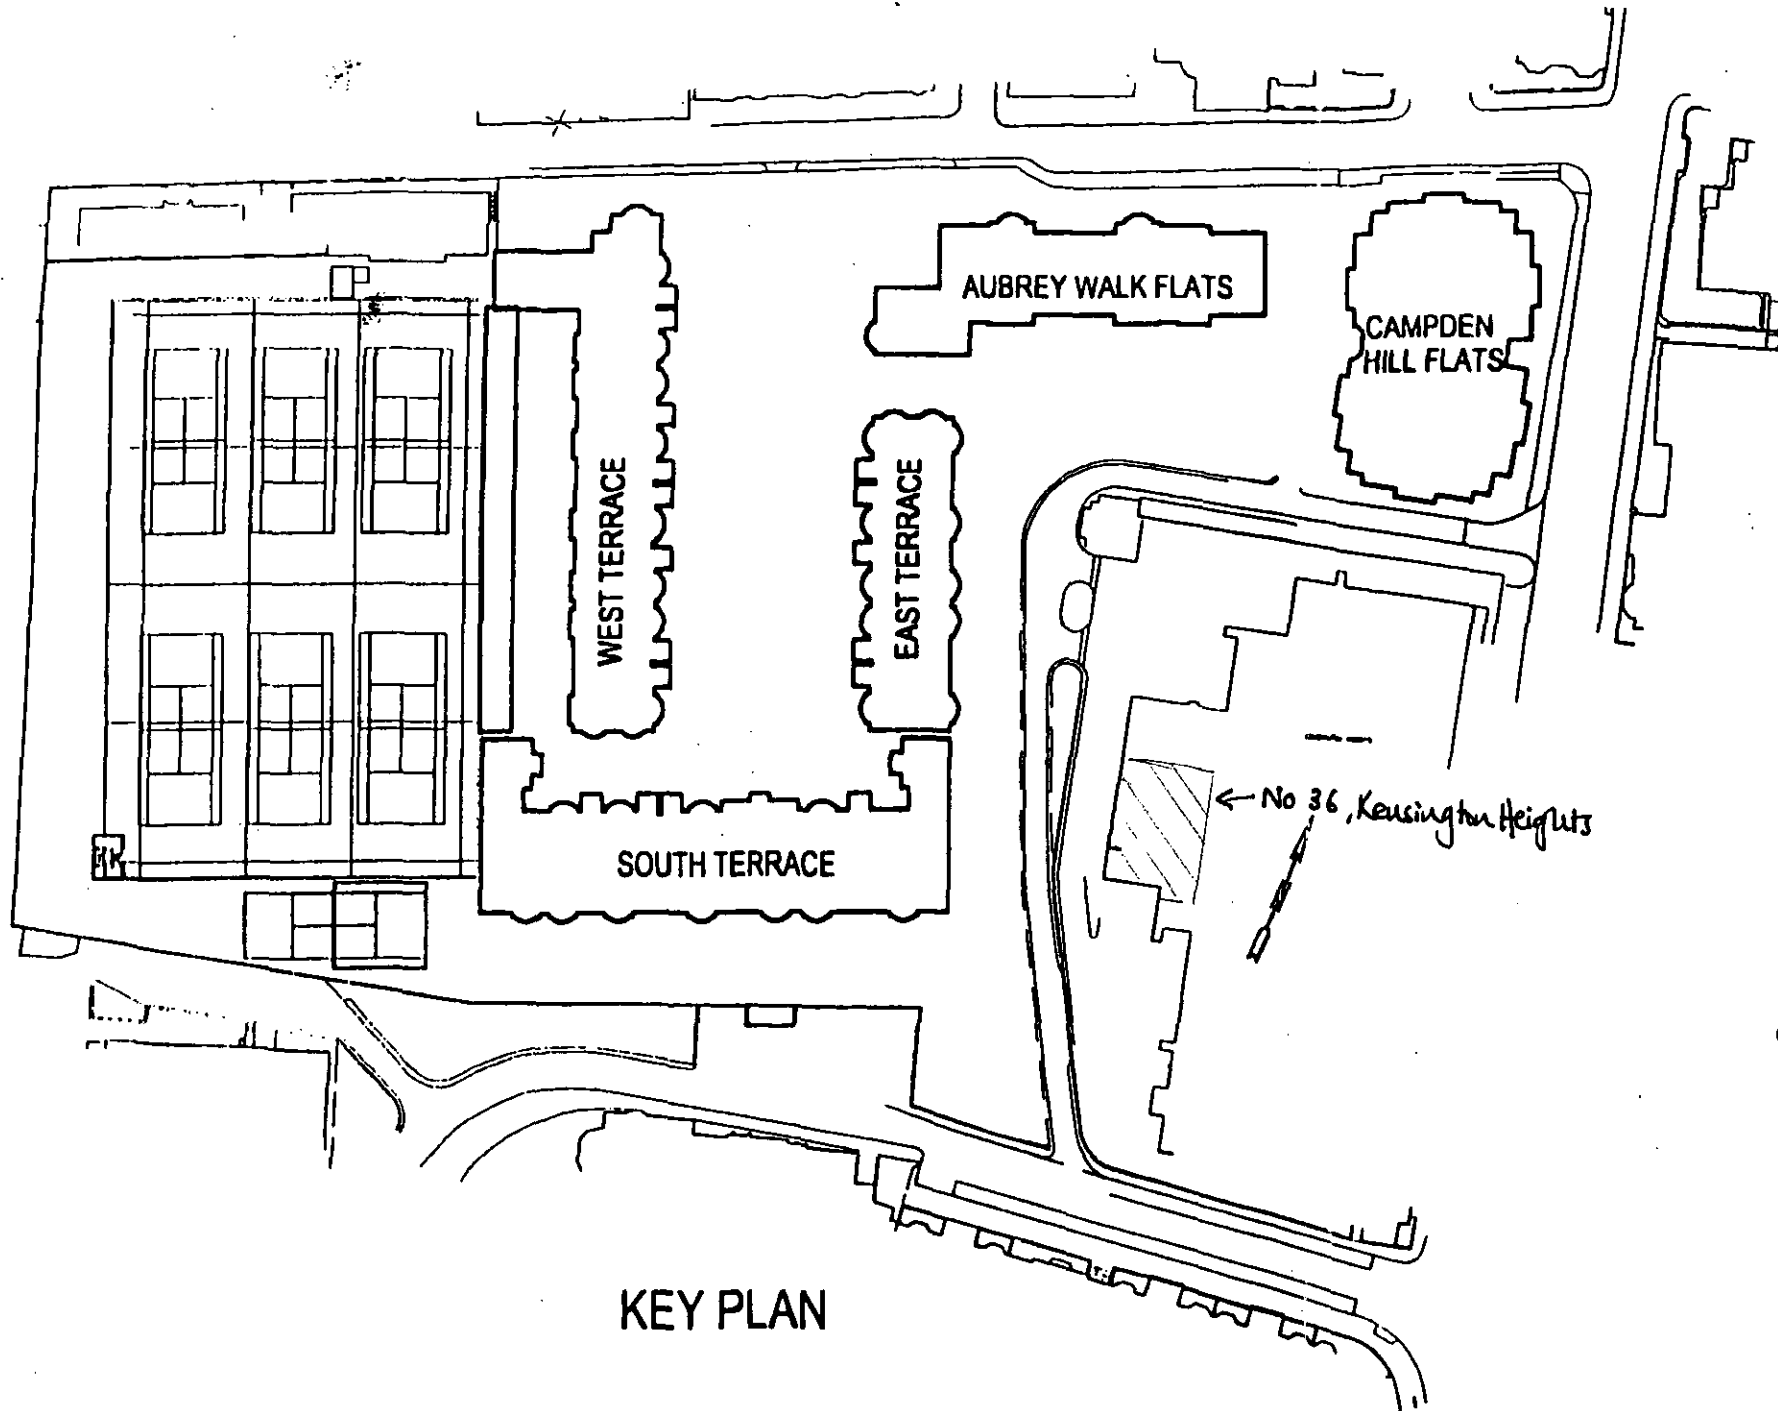 AUBREY WALK FLATS
CAMPDEN
HILL FLATS
WEST TERRACE
EAST TERRACE
No 36, Kensington Heights
SOUTH TERRACE
KEY PLAN